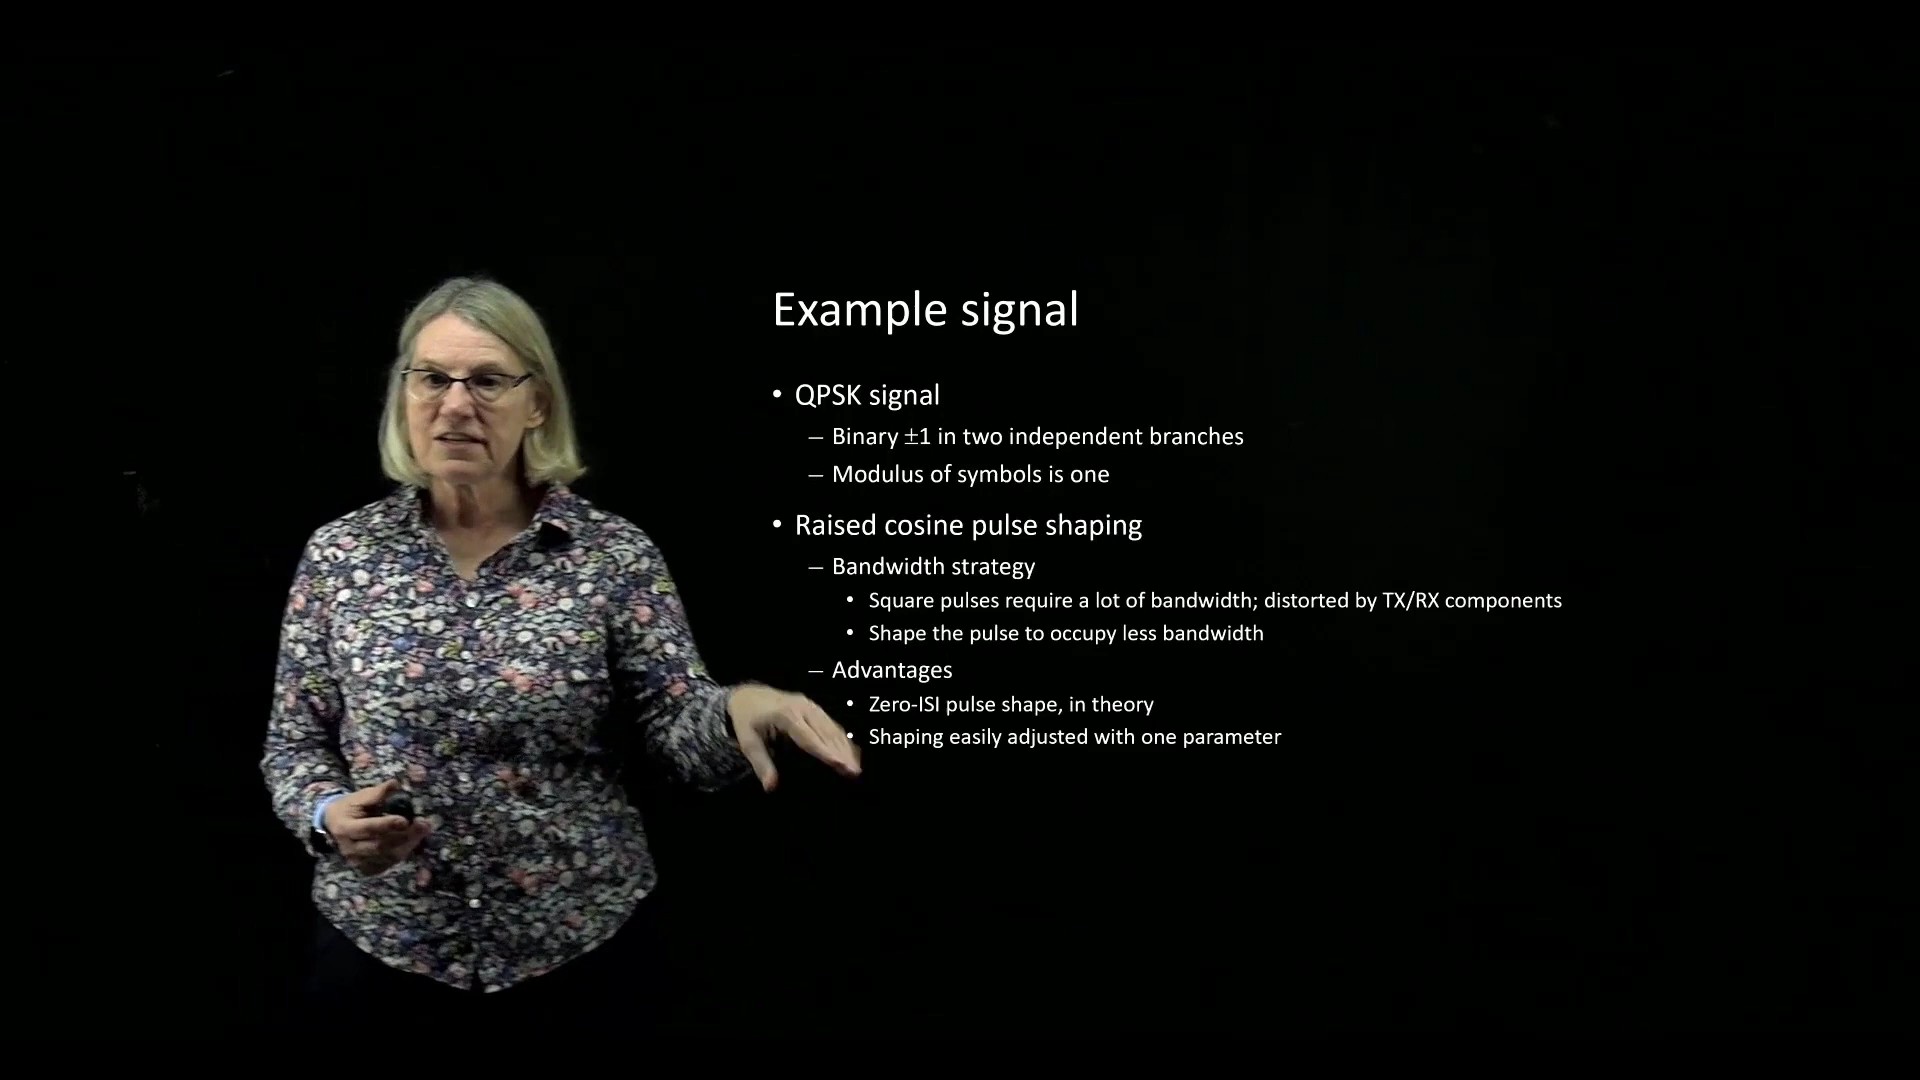 Example signal
• QPSK signal
– Binary ±1 in two independent branches
– Modulus of symbols is one
• Raised cosine pulse shaping
– Bandwidth strategy
• Square pulses require a lot of bandwidth; distorted by TX/RX components
• Shape the pulse to occupy less bandwidth
– Advantages
• Zero-ISI pulse shape, in theory
• Shaping easily adjusted with one parameter